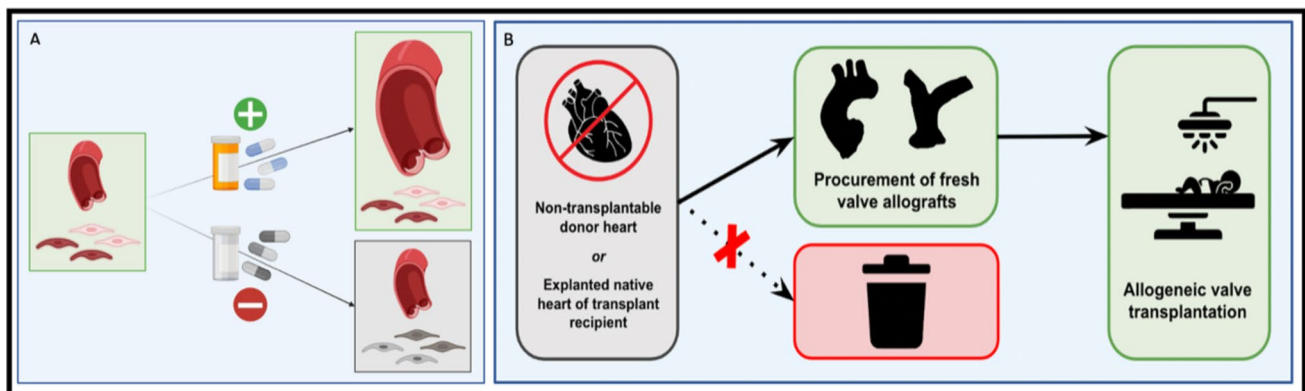 A
B
Non-transplantable
donor heart
or
Explanted native
heart of transplant
recipient
Procurement of fresh
valve allografts
Allogeneic valve
transplantation